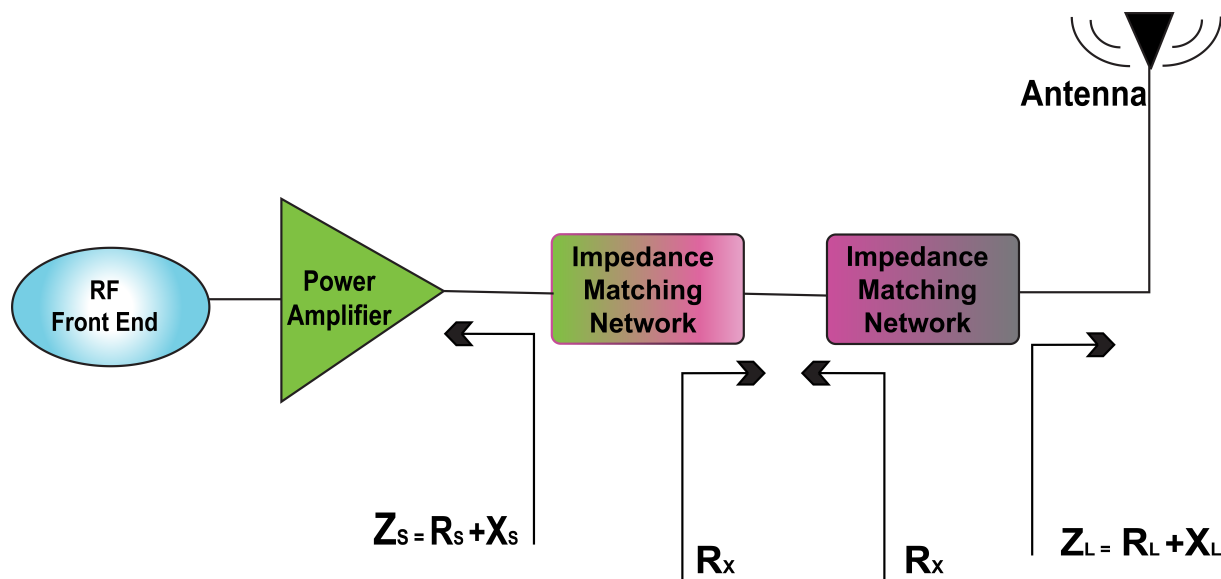 Antenna
RF
Front End
Power
Amplifier
Impedance
Matching
Network
Impedance
Matching
Network
ZS = RS +XS
RX
RX
ZL = RL +XL